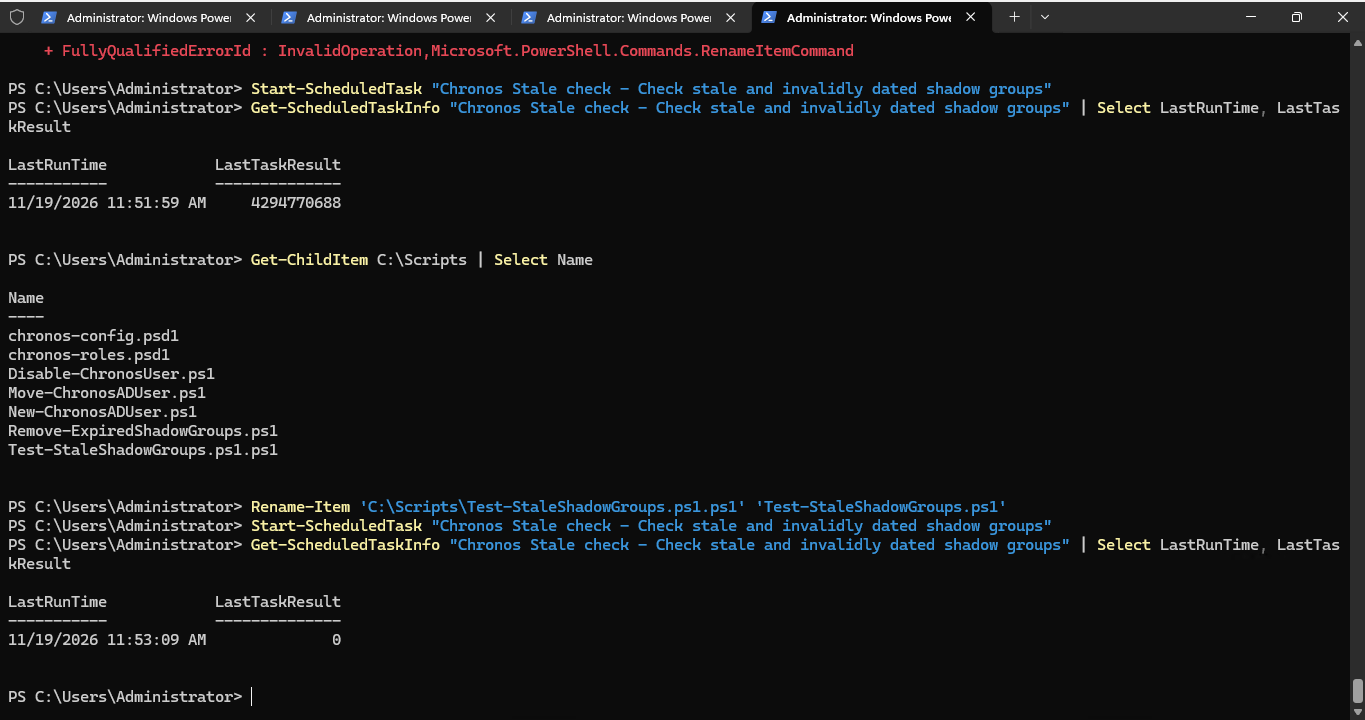 Administrator: Windows Power Administrator: Windows Power Administrator: Windows Power Administrator: Windows Powe
+ FullyQualifiedErrorId : InvalidOperation,Microsoft.PowerShell.Commands.RenameItemCommand
PS C:\Users\Administrator> Start-ScheduledTask "Chronos Stale check - Check stale and invalidly dated shadow groups"
PS C:\Users\Administrator> Get-ScheduledTaskInfo "Chronos Stale check - Check stale and invalidly dated shadow groups" | Select LastRunTime, LastTas
kResult
LastRunTime LastTaskResult
----------- --------------
11/19/2026 11:51:59 AM 4294770688
PS C:\Users\Administrator> Get-ChildItem C:\Scripts | Select Name
Name
----
chronos-config.psd1
chronos-roles.psd1
Disable-ChronosUser.ps1
Move-ChronosADUser.ps1
New-ChronosADUser.ps1
Remove-ExpiredShadowGroups.ps1
Test-StaleShadowGroups.ps1.ps1
PS C:\Users\Administrator> Rename-Item 'C:\Scripts\Test-StaleShadowGroups.ps1.ps1' 'Test-StaleShadowGroups.ps1'
PS C:\Users\Administrator> Start-ScheduledTask "Chronos Stale check - Check stale and invalidly dated shadow groups"
PS C:\Users\Administrator> Get-ScheduledTaskInfo "Chronos Stale check - Check stale and invalidly dated shadow groups" | Select LastRunTime, LastTas
kResult
LastRunTime LastTaskResult
----------- --------------
11/19/2026 11:53:09 AM 0
PS C:\Users\Administrator>